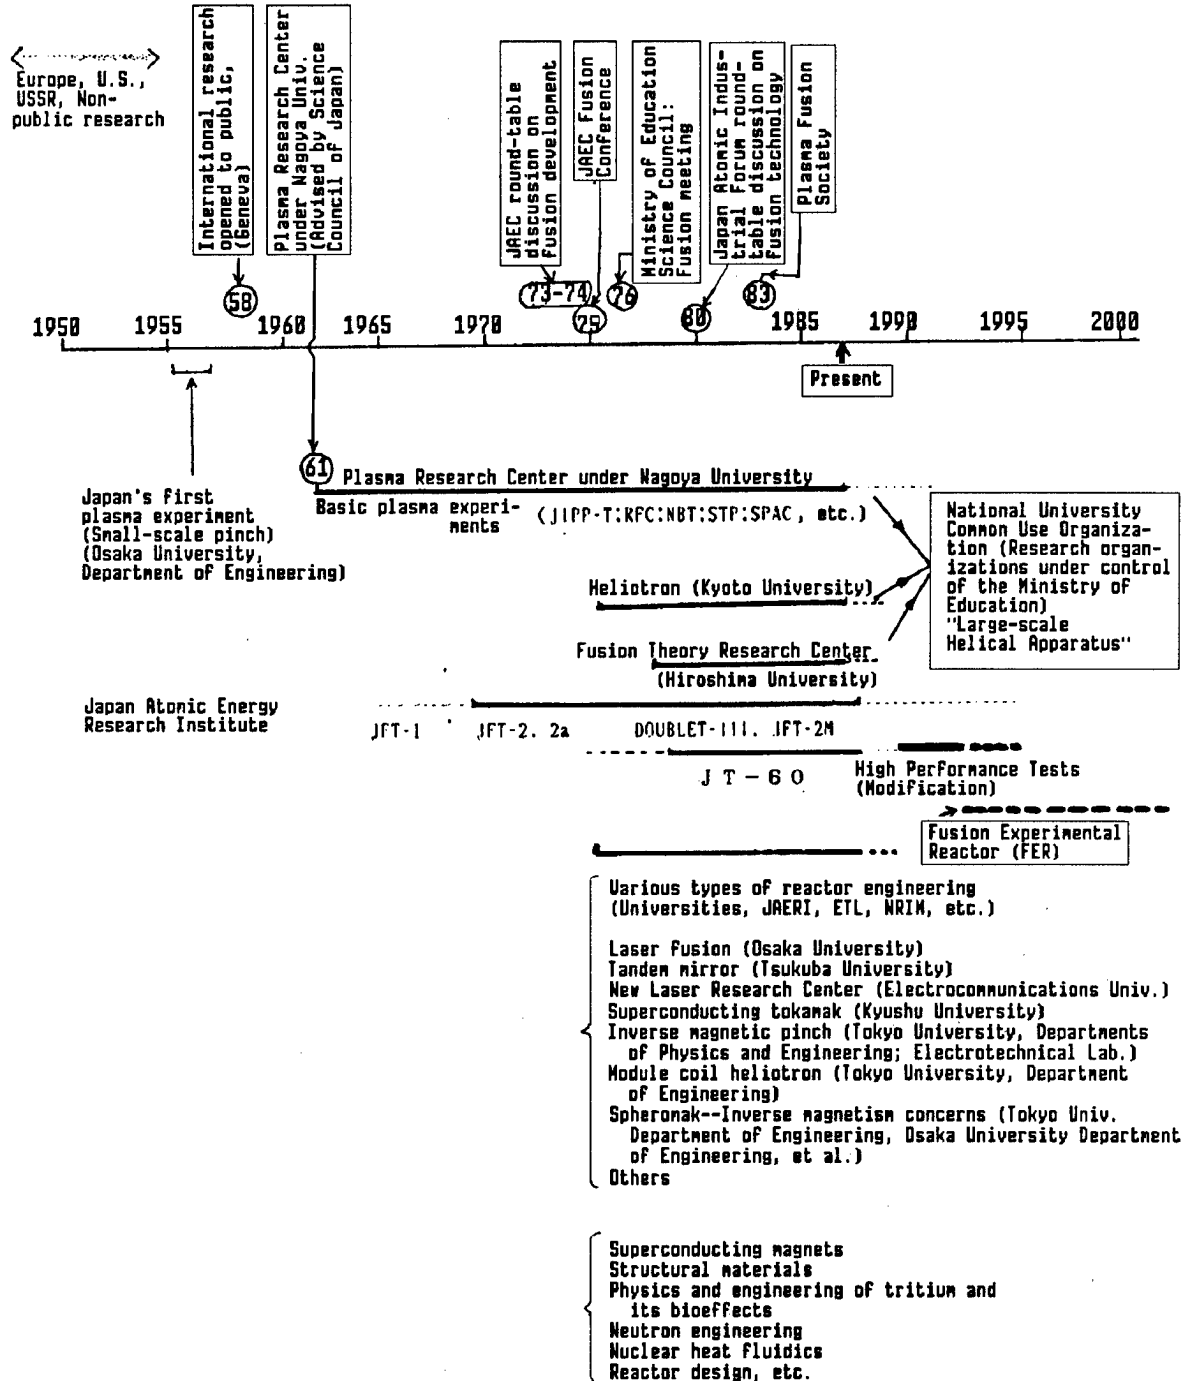 Europe, U.S.,
USSR, Non-
public research
International research
opened to public,
(Geneva)
Plasma Research Center
under Nagoya Univ.
(Advised by Science
Council of Japan)
JAEC round-table
discussion on
fusion development
JAEC Fusion
Conference
Ministry of Education
Science Council:
Fusion meeting
Japan Atomic Indus-
trial Forum round-
table discussion on
fusion technology
Plasma Fusion
Society
58
73-74
75
76
80
83
1950
1955
1960
1965
1970
1985
1990
1995
2000
Present
61
Plasma Research Center under Nagoya University
Basic plasma experi-
ments
(JIPP-T:RFC:NBT:STP:SPAC, etc.)
Japan's first
plasma experiment
(Small-scale pinch)
(Osaka University,
Department of Engineering)
National University
Common Use Organiza-
tion (Research organ-
izations under control
of the Ministry of
Education)
"Large-scale
Helical Apparatus"
Heliotron (Kyoto University)
Fusion Theory Research Center
(Hiroshima University)
Japan Atomic Energy
Research Institute
JFT-1
JFT-2. 2a
DOUBLET-III. JFT-2M
JT-60
High Performance Tests
(Modification)
Fusion Experimental
Reactor (FER)
Various types of reactor engineering
(Universities, JAERI, ETL, NRIM, etc.)
Laser fusion (Osaka University)
Tandem mirror (Tsukuba University)
New Laser Research Center (Electrocommunications Univ.)
Superconducting tokamak (Kyushu University)
Inverse magnetic pinch (Tokyo University, Departments
of Physics and Engineering; Electrotechnical Lab.)
Module coil heliotron (Tokyo University, Department
of Engineering)
Spheromak--Inverse magnetism concerns (Tokyo Univ.
Department of Engineering, Osaka University Department
of Engineering, et al.)
Others
Superconducting magnets
Structural materials
Physics and engineering of tritium and
its bioeffects
Neutron engineering
Nuclear heat fluidics
Reactor design, etc.